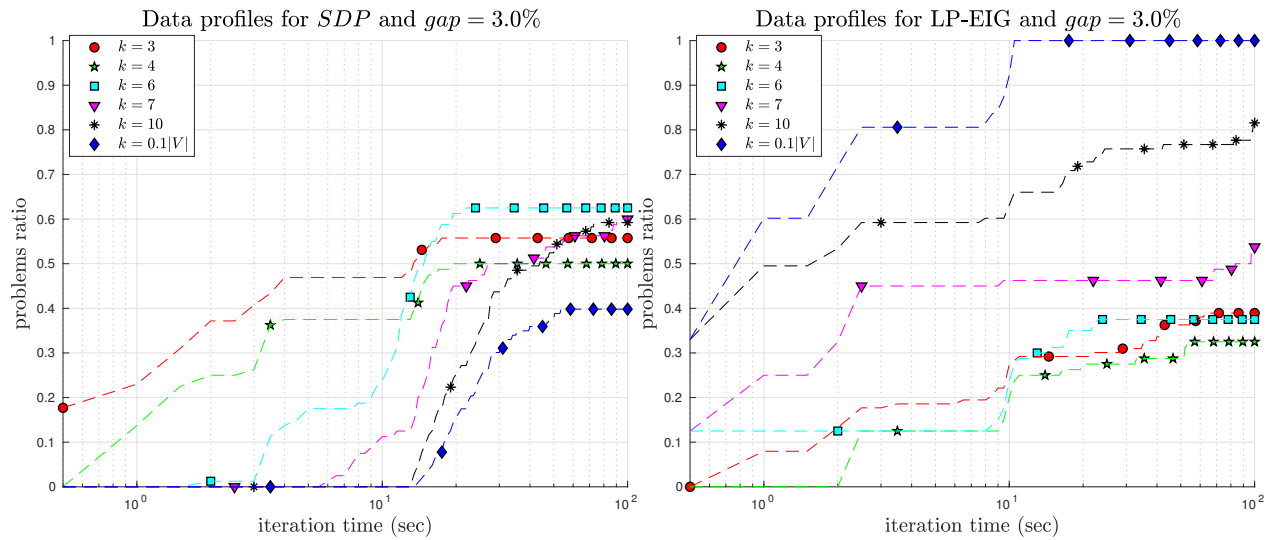 Data profiles for SDP and gap = 3.0%
problems ratio
1
0.9
0.8
0.7
0.6
0.5
0.4
0.3
0.2
0.1
0
k = 3
k = 4
k = 6
k = 7
k = 10
k = 0.1|V|
10^0
10^1
10^2
iteration time (sec)
Data profiles for LP-EIG and gap = 3.0%
problems ratio
1
0.9
0.8
0.7
0.6
0.5
0.4
0.3
0.2
0.1
0
k = 3
k = 4
k = 6
k = 7
k = 10
k = 0.1|V|
10^0
10^1
10^2
iteration time (sec)